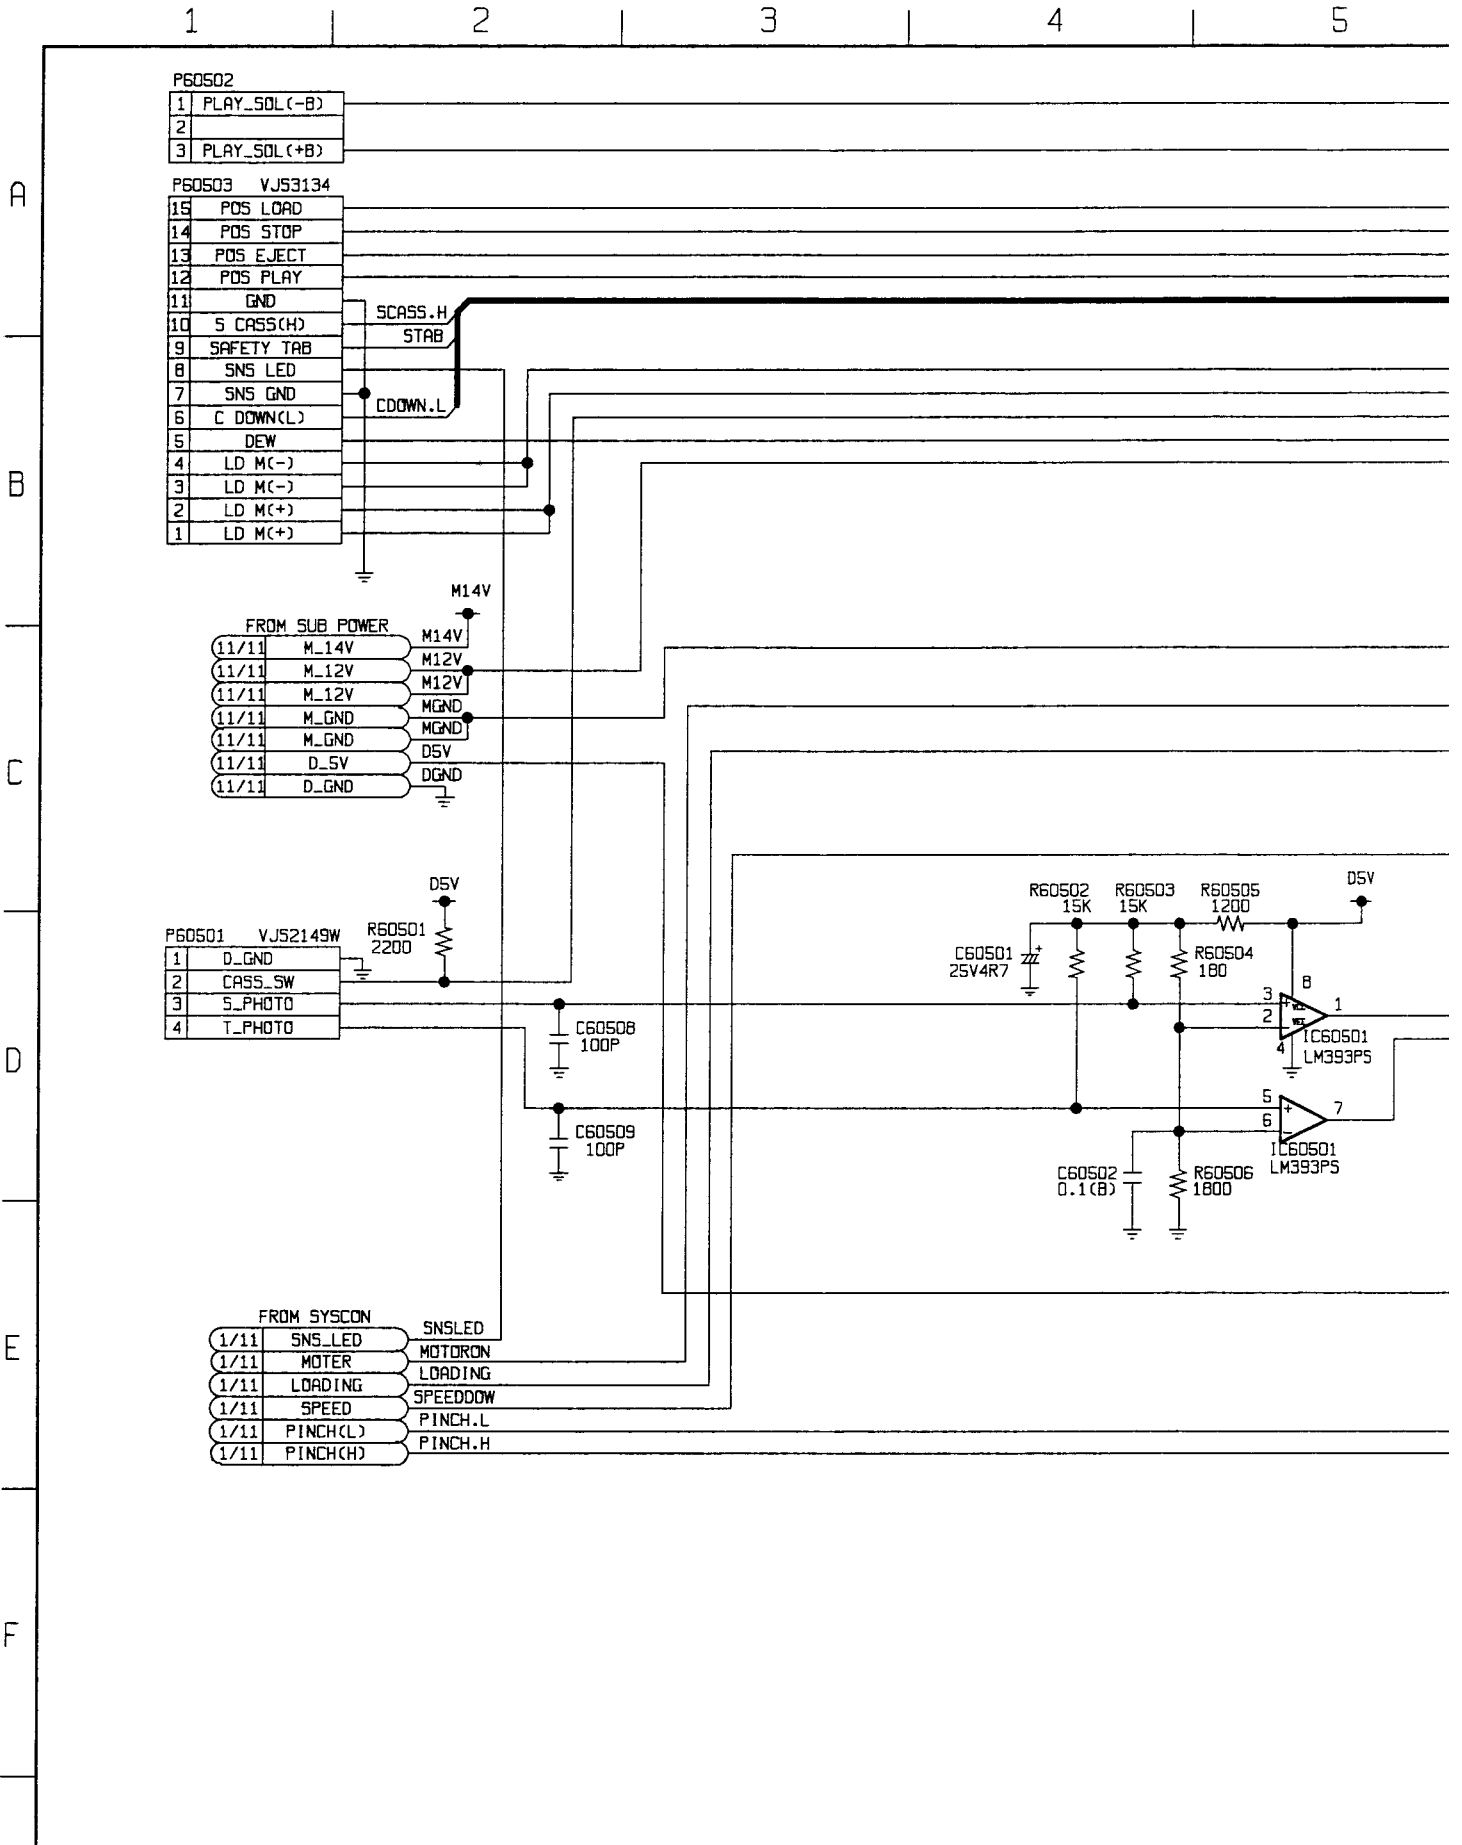 1 2 3 4 5
P60502
1 PLAY_SOL(-B)
2
3 PLAY_SOL(+B)
A
P60503 VJS3134
15 POS LOAD
14 POS STOP
13 POS EJECT
12 POS PLAY
11 GND
10 S CASS(H) SCASS.H
9 SAFETY TAB STAB
8 SNS LED
7 SNS GND
6 C DOWN(L) CDOWN.L
5 DEW
4 LD M(-)
B
3 LD M(-)
2 LD M(+)
1 LD M(+)
M14V
FROM SUB POWER
11/11 M_14V M14V
11/11 M_12V M12V
11/11 M_12V M12V
11/11 M_GND MGND
11/11 M_GND MGND
11/11 D_5V D5V
11/11 D_GND DGND
C
D5V
R60501
2200
P60501 VJS2149W
1 D_GND
2 CASS_SW
3 S_PHOTO
4 T_PHOTO
C60508
100P
C60509
100P
D
R60502
15K
R60503
15K
R60505
1200
D5V
C60501
25V4R7
+
R60504
180
8
3 + VCC 1
2 - VEE
4
IC60501
LM393PS
5 + 7
6 -
IC60501
LM393PS
C60502
0.1(B)
R60506
1800
E
FROM SYSCON
1/11 SNS_LED SNSLED
1/11 MOTER MOTORON
1/11 LOADING LOADING
1/11 SPEED SPEEDDOW
1/11 PINCH(L) PINCH.L
1/11 PINCH(H) PINCH.H
F